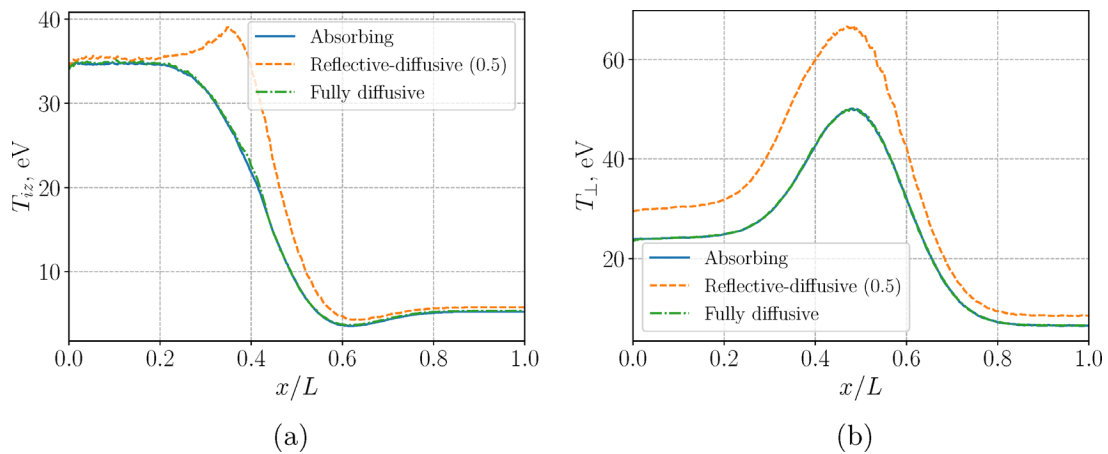 40
30
20
10
T_{iz}, eV
Absorbing
Reflective-diffusive (0.5)
Fully diffusive
0.0 0.2 0.4 0.6 0.8 1.0
x/L
(a)
60
40
20
T_⊥, eV
Absorbing
Reflective-diffusive (0.5)
Fully diffusive
0.0 0.2 0.4 0.6 0.8 1.0
x/L
(b)